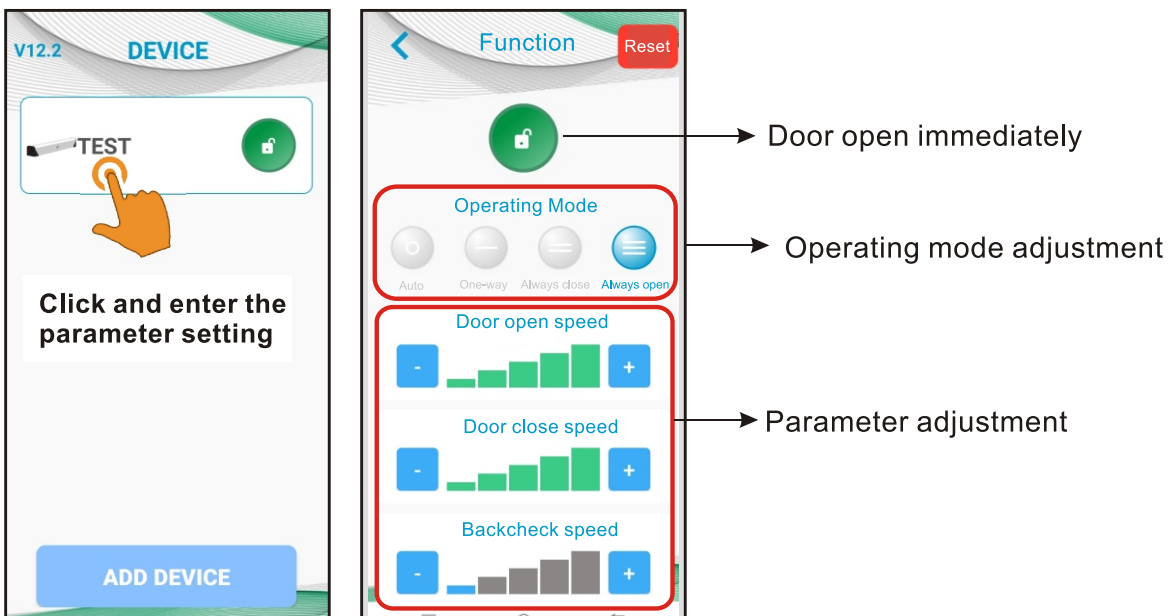 V12.2
DEVICE
TEST
Click and enter the
parameter setting
ADD DEVICE
Function
Reset
Door open immediately
Operating Mode
Auto
One-way
Always close
Always open
Operating mode adjustment
Door open speed
-
+
Door close speed
-
+
Parameter adjustment
Backcheck speed
-
+